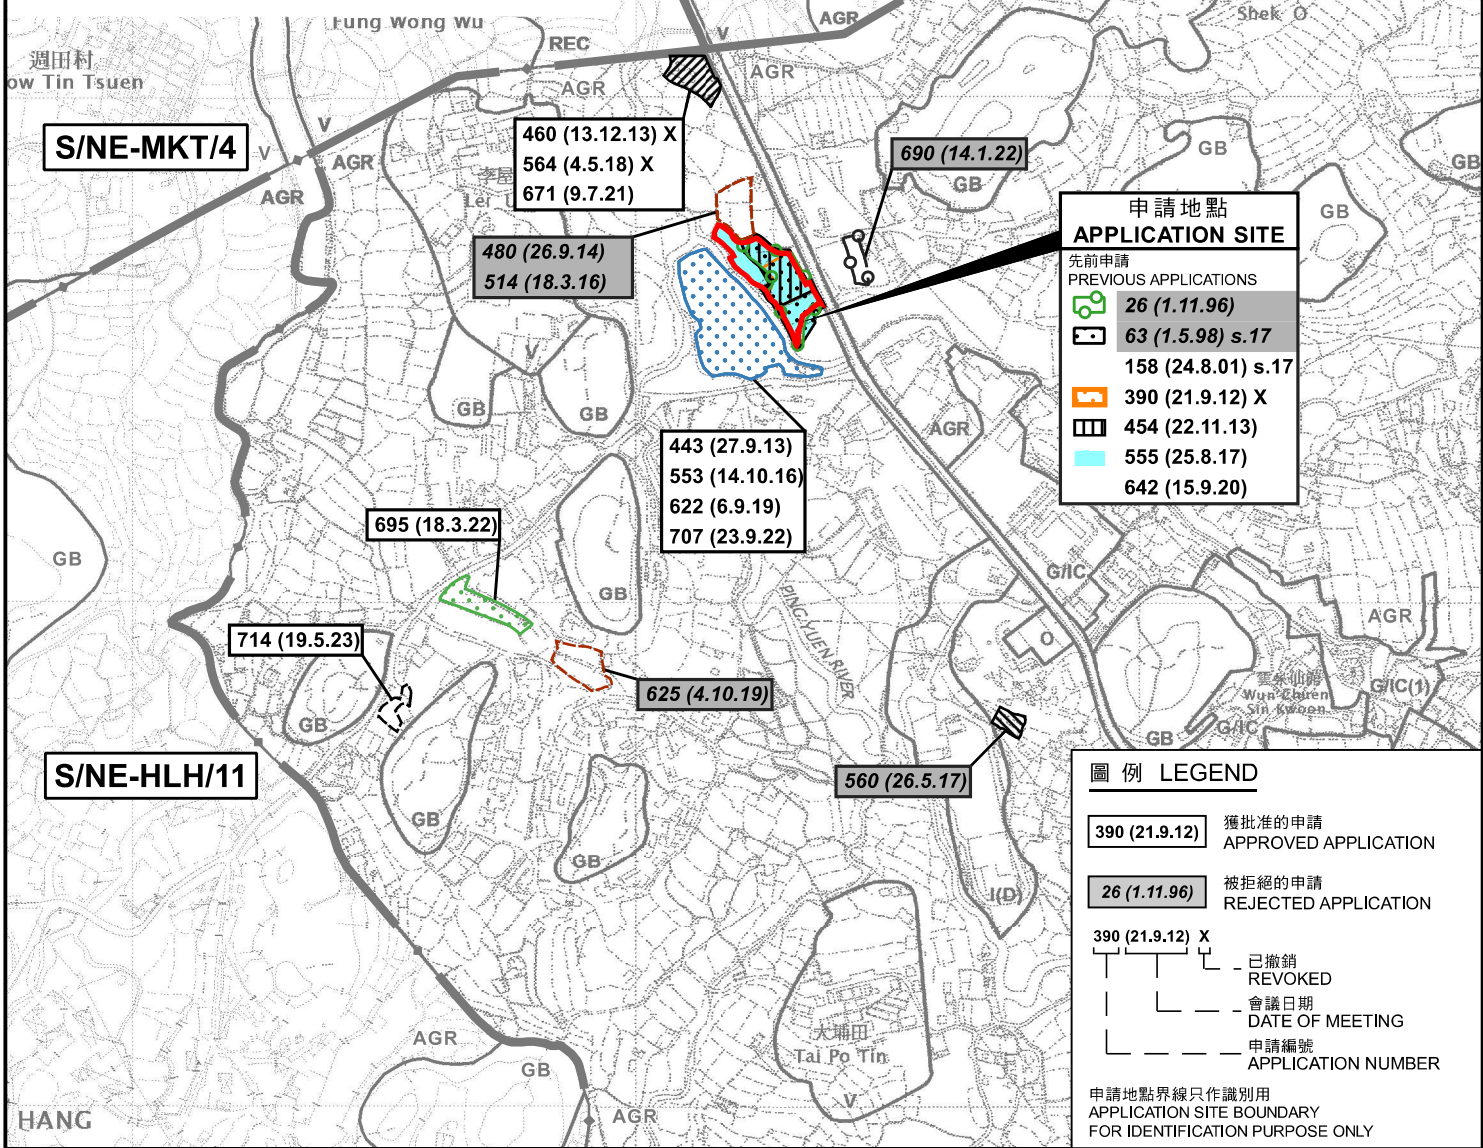 Fung Wong Wu
AGR
Shek O
週田村
ow Tin Tsuen
REC
V
AGR
AGR
S/NE-MKT/4
V
V
AGR
AGR
460 (13.12.13) X
564 (4.5.18) X
671 (9.7.21)
690 (14.1.22)
GB
GB
GB
GB
李屋
Lei
480 (26.9.14)
514 (18.3.16)
申請地點
APPLICATION SITE
先前申請
PREVIOUS APPLICATIONS
26 (1.11.96)
63 (1.5.98) s.17
158 (24.8.01) s.17
390 (21.9.12) X
454 (22.11.13)
555 (25.8.17)
642 (15.9.20)
V
GB
GB
AGR
443 (27.9.13)
553 (14.10.16)
622 (6.9.19)
707 (23.9.22)
695 (18.3.22)
GB
GB
G/IC
AGR
O
PING YUEN RIVER
714 (19.5.23)
625 (4.10.19)
雲泉仙館
Wun Chuen
Sin Kwoon
G/IC(1)
G/IC
GB
GB
S/NE-HLH/11
560 (26.5.17)
GB
GB
I(D)
圖 例 LEGEND
390 (21.9.12)
獲批准的申請
APPROVED APPLICATION
26 (1.11.96)
被拒絕的申請
REJECTED APPLICATION
390 (21.9.12) X
已撤銷
REVOKED
會議日期
DATE OF MEETING
申請編號
APPLICATION NUMBER
申請地點界線只作識別用
APPLICATION SITE BOUNDARY
FOR IDENTIFICATION PURPOSE ONLY
大埔田
Tai Po Tin
V
AGR
GB
AGR
HANG